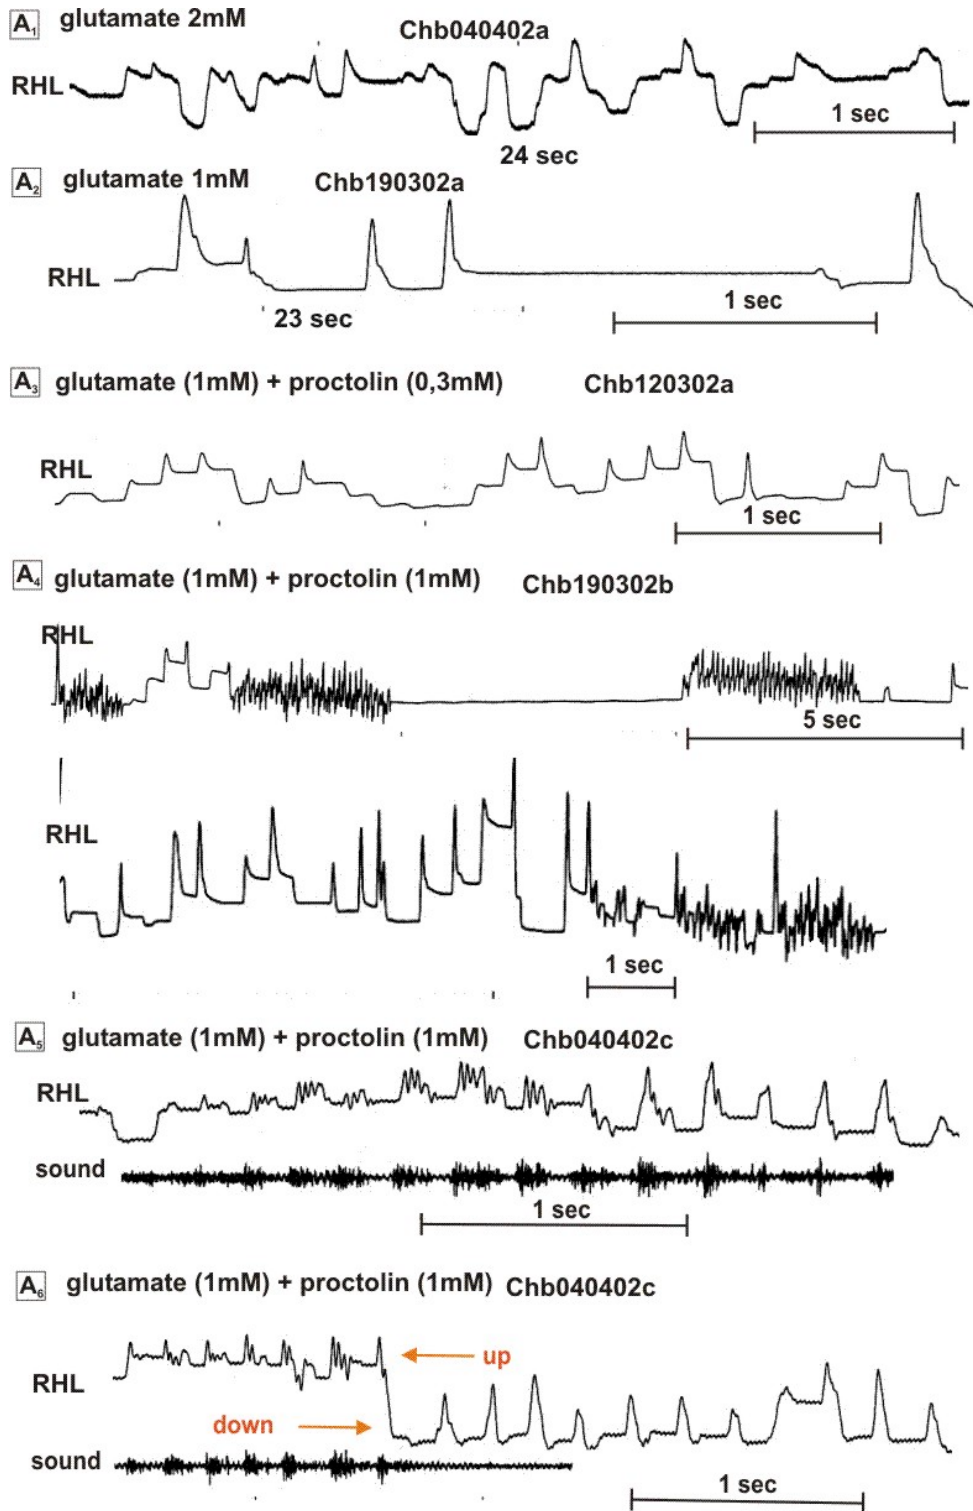 A1 glutamate 2mM Chb040402a
RHL
1 sec
24 sec
A2 glutamate 1mM Chb190302a
RHL
1 sec
23 sec
A3 glutamate (1mM) + proctolin (0,3mM) Chb120302a
RHL
1 sec
A4 glutamate (1mM) + proctolin (1mM) Chb190302b
RHL
5 sec
RHL
1 sec
A5 glutamate (1mM) + proctolin (1mM) Chb040402c
RHL
sound
1 sec
A6 glutamate (1mM) + proctolin (1mM) Chb040402c
up
RHL
down
sound
1 sec